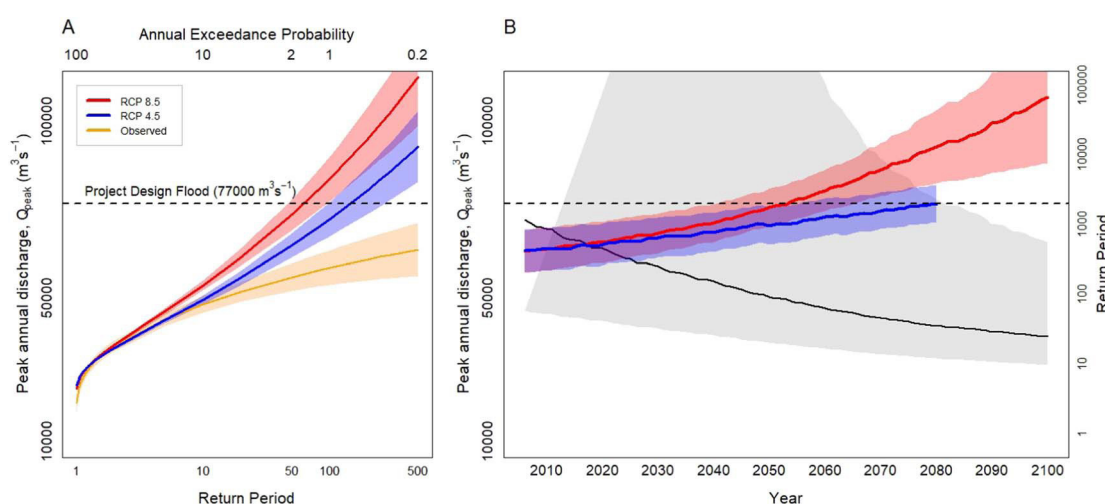 A
Annual Exceedance Probability
100 10 2 1 0.2
RCP 8.5
RCP 4.5
Observed
Project Design Flood (77000 m³s⁻¹)
Peak annual discharge, Qpeak (m³s⁻¹)
100000
50000
10000
1 10 50 100 500
Return Period
B
Peak annual discharge, Qpeak (m³s⁻¹)
100000
50000
10000
100000
10000
1000
100
10
1
Return Period
2010 2020 2030 2040 2050 2060 2070 2080 2090 2100
Year